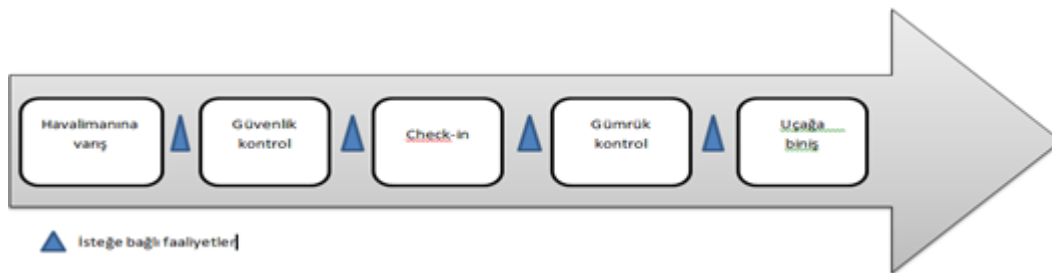 Havalimanına
varış
Güvenlik
kontrol
Check-in
Gümrük
kontrol
Uçağa
biniş
İsteğe bağlı faaliyetler